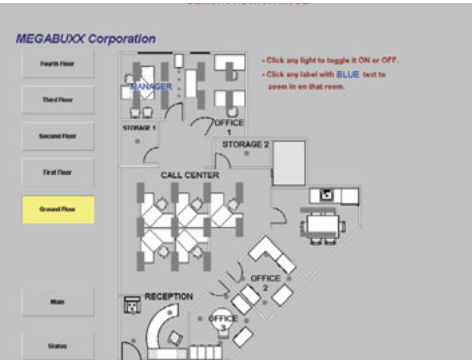 MEGABUXX Corporation
Fourth Floor
Third Floor
Second Floor
First Floor
Ground Floor
Main
Status
- Click any light to toggle it ON or OFF.
- Click any label with BLUE text to
zoom in on that room.
MANAGER
STORAGE 1
OFFICE
1
STORAGE 2
CALL CENTER
RECEPTION
OFFICE
2
OFFICE
3